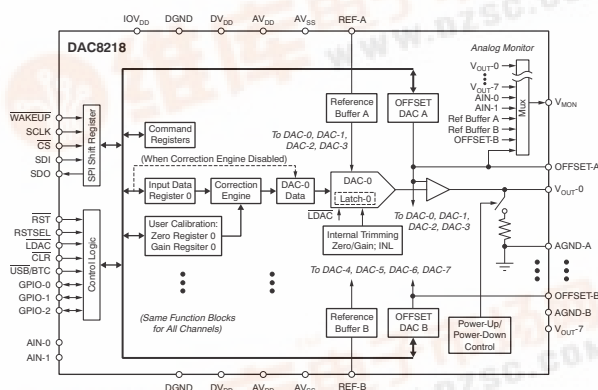 IOVDD DGND DVDD AVDD AVSS REF-A
DAC8218
Analog Monitor
VOUT-0
VOUT-7
AIN-0
AIN-1
Ref Buffer A
Ref Buffer B
OFFSET-B
Mux
VMON
WAKEUP
SCLK
CS
SDI
SDO
SPI Shift Register
Command
Registers
Reference
Buffer A
OFFSET
DAC A
To DAC-0, DAC-1,
DAC-2, DAC-3
(When Correction Engine Disabled)
Input Data
Register 0
Correction
Engine
DAC-0
Data
DAC-0
Latch-0
LDAC
OFFSET-A
VOUT-0
To DAC-0, DAC-1,
DAC-2, DAC-3
User Calibration:
Zero Register 0
Gain Register 0
Internal Trimming
Zero/Gain; INL
RST
RSTSEL
LDAC
CLR
USB/BTC
GPIO-0
GPIO-1
GPIO-2
Control Logic
AGND-A
To DAC-4, DAC-5, DAC-6, DAC-7
(Same Function Blocks
for All Channels)
Reference
Buffer B
OFFSET
DAC B
Power-Up/
Power-Down
Control
OFFSET-B
AGND-B
VOUT-7
AIN-0
AIN-1
DGND DVDD AVDD AVSS REF-B